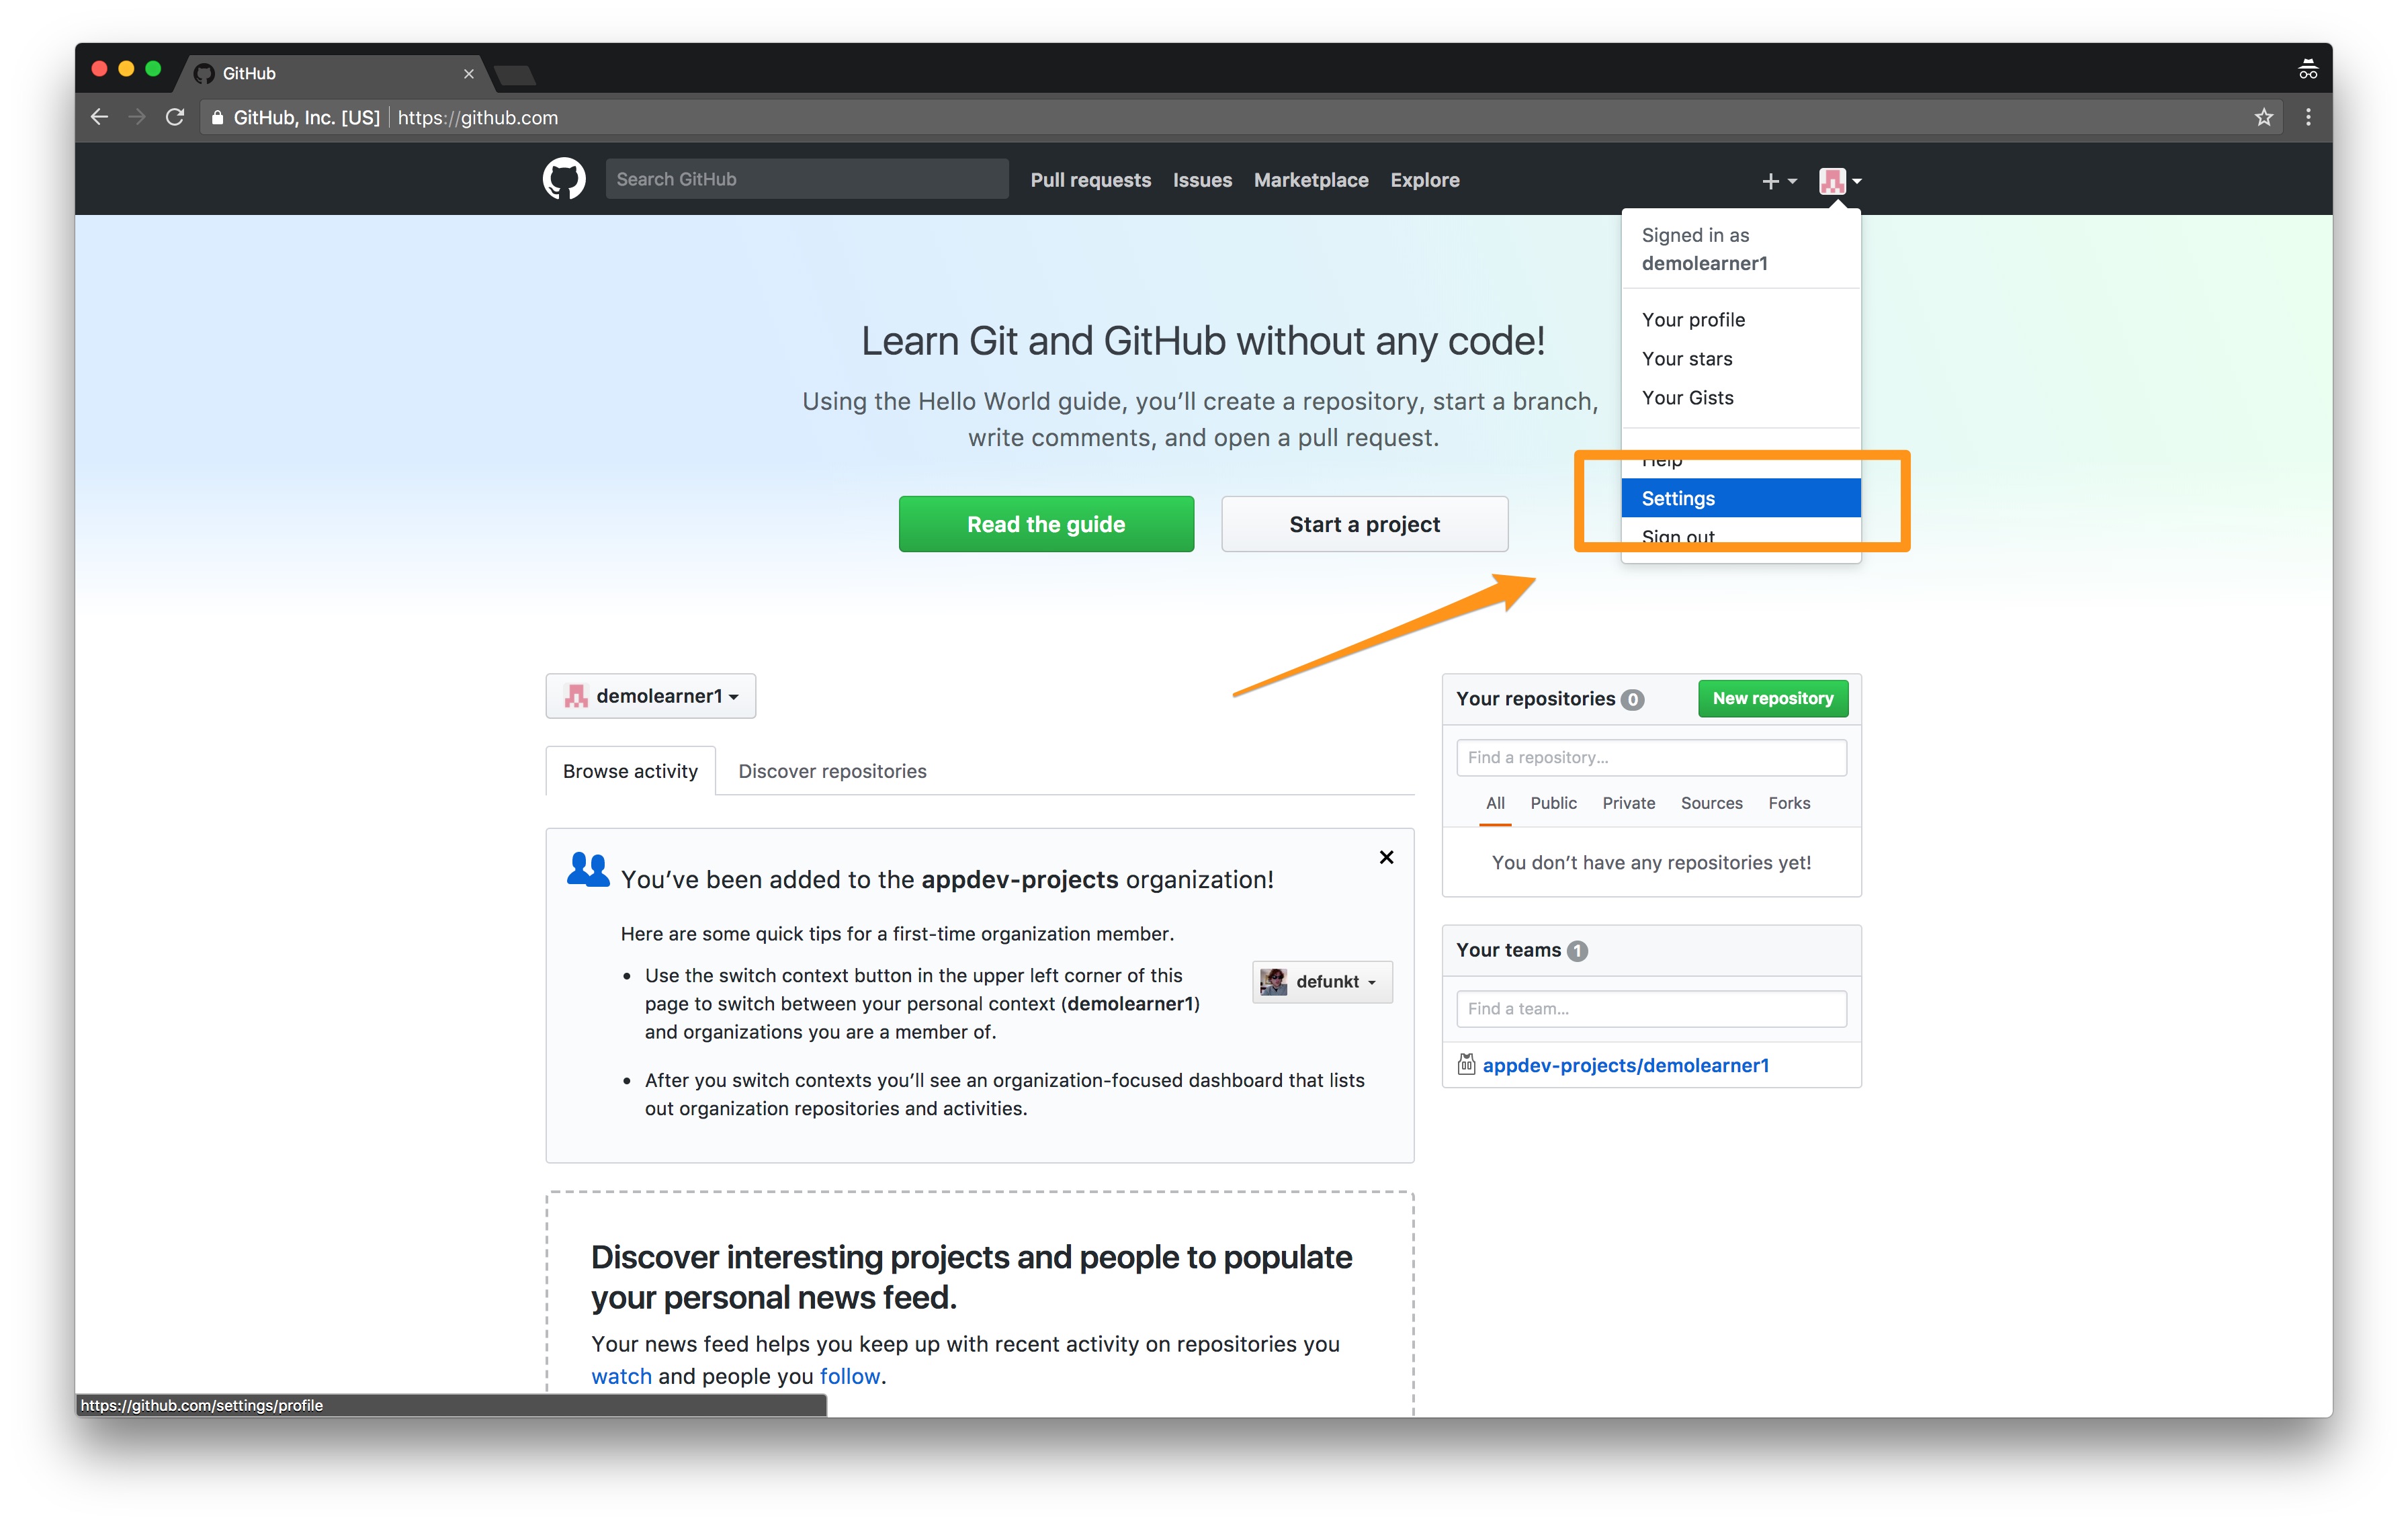 GitHub
GitHub, Inc. [US] https://github.com
Search GitHub
Pull requests Issues Marketplace Explore
Signed in as
demolearner1
Your profile
Your stars
Your Gists
Help
Settings
Sign out
Learn Git and GitHub without any code!
Using the Hello World guide, you’ll create a repository, start a branch,
write comments, and open a pull request.
Read the guide
Start a project
demolearner1
Browse activity Discover repositories
You’ve been added to the appdev-projects organization!
Here are some quick tips for a first-time organization member.
• Use the switch context button in the upper left corner of this
page to switch between your personal context (demolearner1)
and organizations you are a member of.
defunkt
• After you switch contexts you’ll see an organization-focused dashboard that lists
out organization repositories and activities.
Discover interesting projects and people to populate
your personal news feed.
Your news feed helps you keep up with recent activity on repositories you
watch and people you follow.
Your repositories 0
New repository
Find a repository...
All Public Private Sources Forks
You don’t have any repositories yet!
Your teams 1
Find a team...
appdev-projects/demolearner1
https://github.com/settings/profile